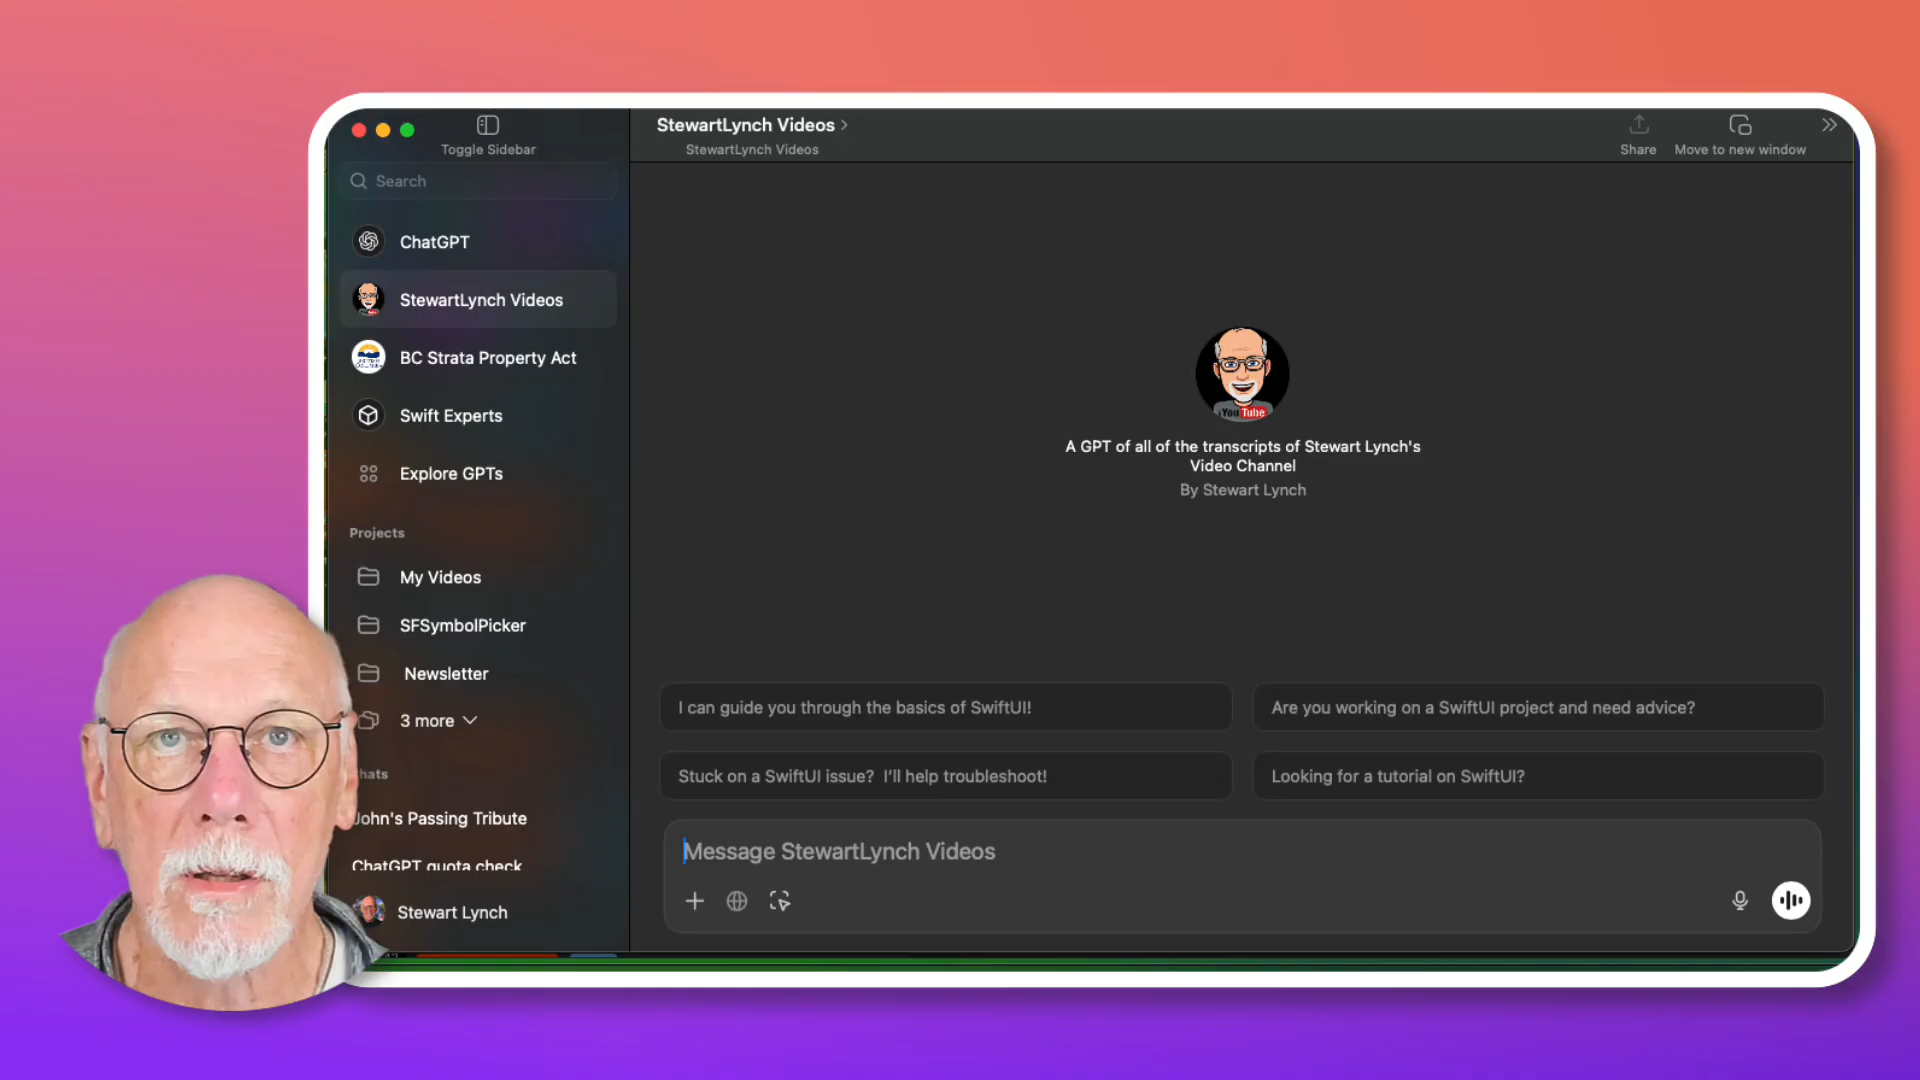 Toggle Sidebar
Search
ChatGPT
StewartLynch Videos
BC Strata Property Act
Swift Experts
Explore GPTs
Projects
My Videos
SFSymbolPicker
Newsletter
3 more
hats
John's Passing Tribute
ChatGPT quota check
Stewart Lynch
StewartLynch Videos
StewartLynch Videos
Share
Move to new window
You Tube
A GPT of all of the transcripts of Stewart Lynch's
Video Channel
By Stewart Lynch
I can guide you through the basics of SwiftUI!
Are you working on a SwiftUI project and need advice?
Stuck on a SwiftUI issue? I'll help troubleshoot!
Looking for a tutorial on SwiftUI?
Message StewartLynch Videos